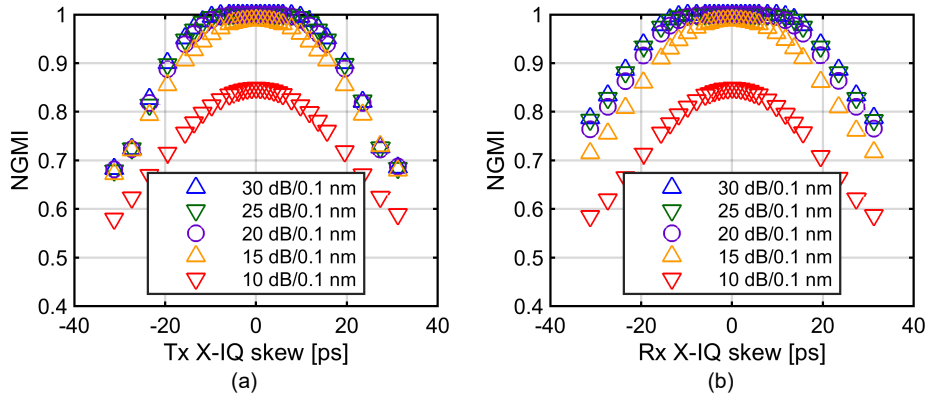 1
0.9
0.8
0.7
0.6
0.5
0.4
NGMI
-40
-20
0
20
40
Tx X-IQ skew [ps]
30 dB/0.1 nm
25 dB/0.1 nm
20 dB/0.1 nm
15 dB/0.1 nm
10 dB/0.1 nm
(a)
1
0.9
0.8
0.7
0.6
0.5
0.4
NGMI
-40
-20
0
20
40
Rx X-IQ skew [ps]
30 dB/0.1 nm
25 dB/0.1 nm
20 dB/0.1 nm
15 dB/0.1 nm
10 dB/0.1 nm
(b)